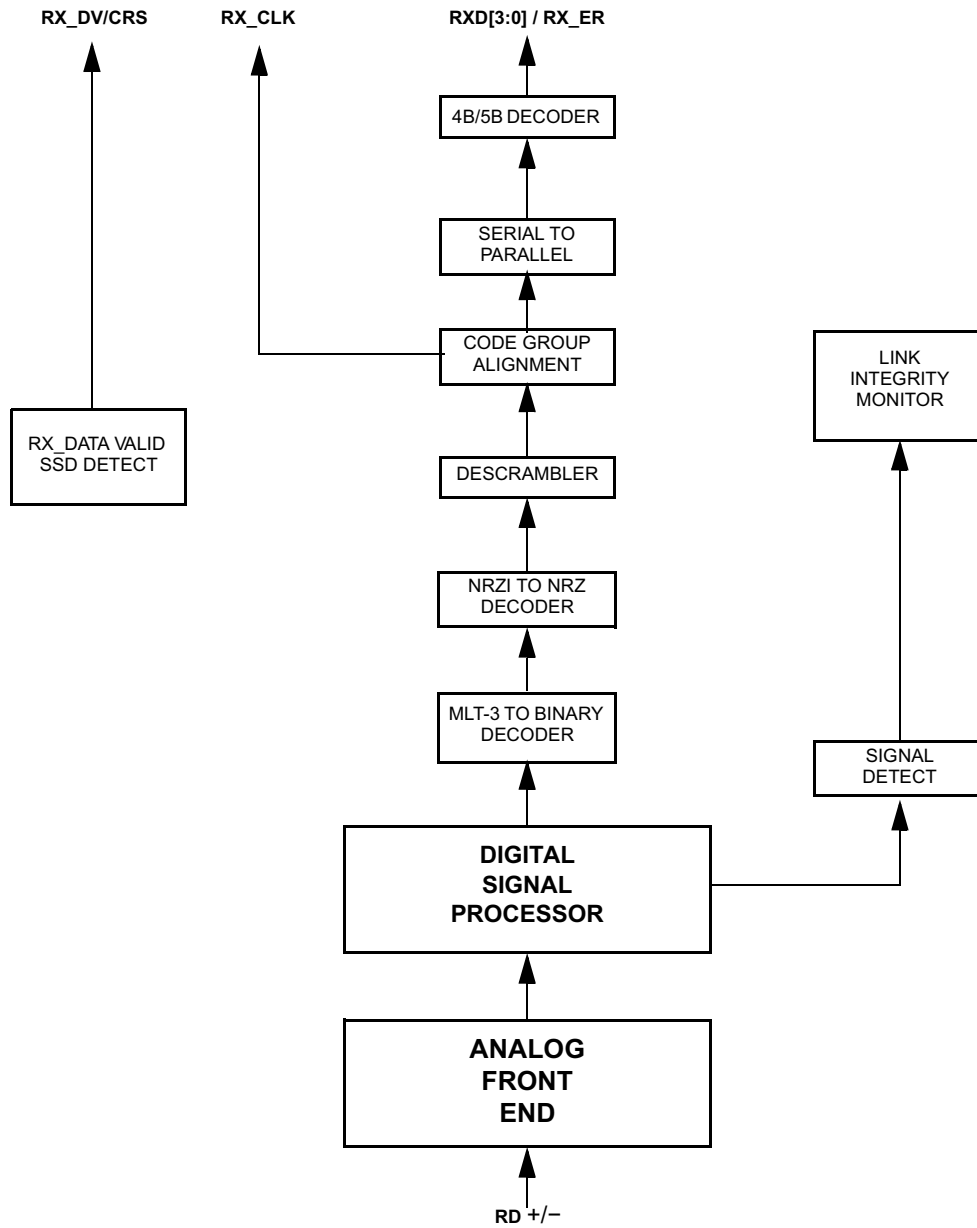 RX_DV/CRS
RX_CLK
RXD[3:0] / RX_ER
4B/5B DECODER
SERIAL TO
PARALLEL
CODE GROUP
ALIGNMENT
LINK
INTEGRITY
MONITOR
RX_DATA VALID
SSD DETECT
DESCRAMBLER
NRZI TO NRZ
DECODER
MLT-3 TO BINARY
DECODER
SIGNAL
DETECT
DIGITAL
SIGNAL
PROCESSOR
ANALOG
FRONT
END
RD +/−